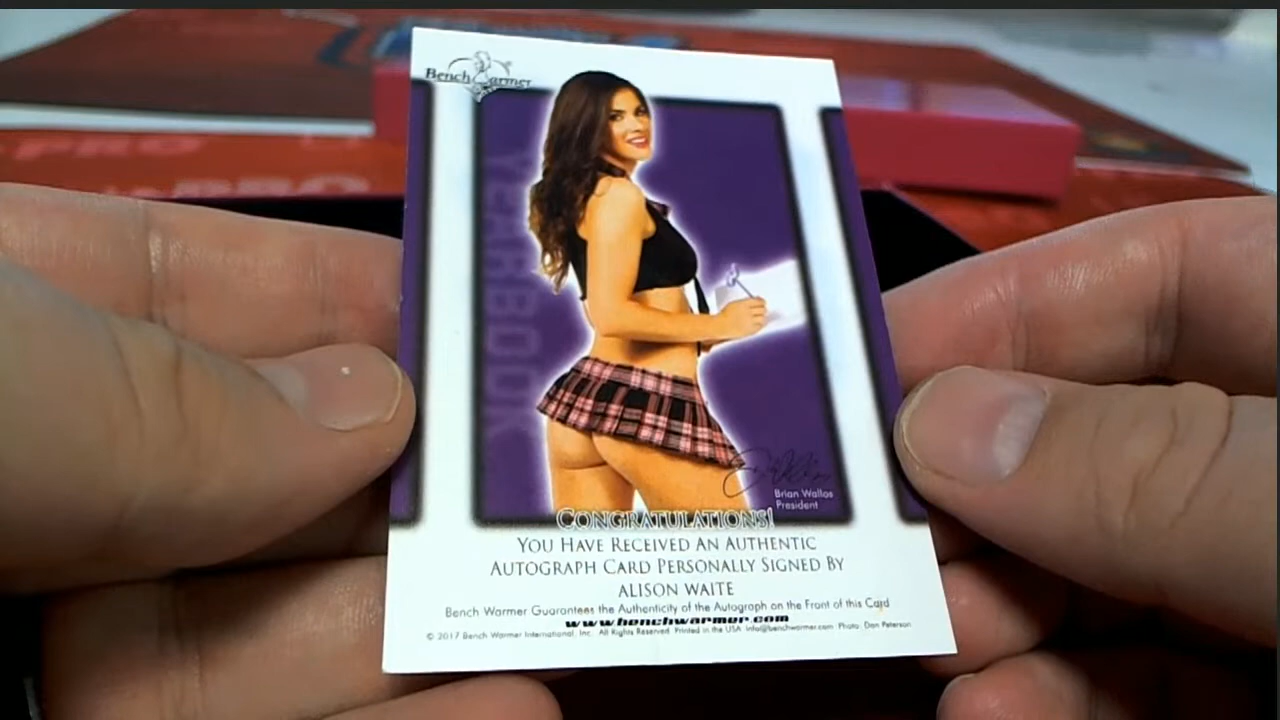 PRO
PRO
Bench Warmer
YEARBOOK
Brian Wallos
President
CONGRATULATIONS!
YOU HAVE RECEIVED AN AUTHENTIC
AUTOGRAPH CARD PERSONALLY SIGNED BY
ALISON WAITE
Bench Warmer Guarantees the Authenticity of the Autograph on the Front of this Card
www.benchwarmer.com
© 2017 Bench Warmer International, Inc. All Rights Reserved. Printed in the USA info@benchwarmer.com Photo: Dan Peterson